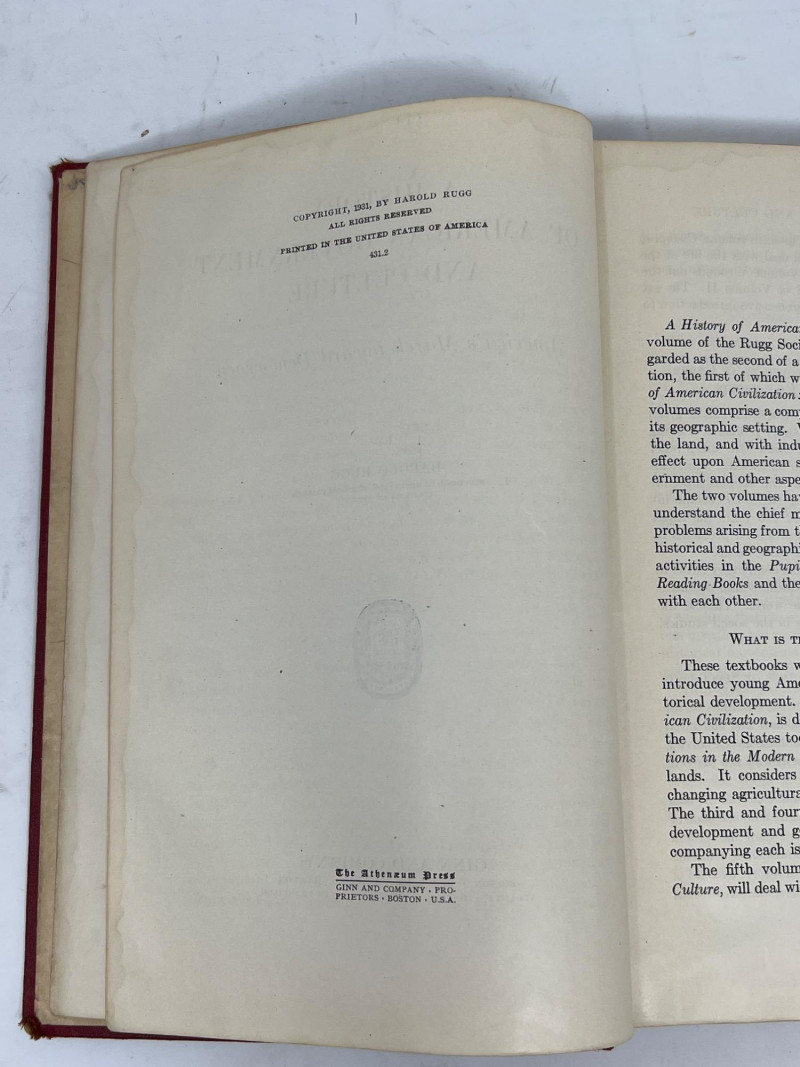 COPYRIGHT, 1931, BY HAROLD RUGG
ALL RIGHTS RESERVED
PRINTED IN THE UNITED STATES OF AMERICA
431.2
The Athenæum Press
GINN AND COMPANY · PRO-
PRIETORS · BOSTON · U.S.A.
A History of America
volume of the Rugg Soci
garded as the second of a
tion, the first of which w
of American Civilization:
volumes comprise a com
its geographic setting.
the land, and with indu
effect upon American s
ernment and other aspe
The two volumes ha
understand the chief m
problems arising from t
historical and geographi
activities in the Pupi
Reading Books and the
with each other.
WHAT IS T
These textbooks w
introduce young Ame
torical development.
ican Civilization, is d
the United States to
tions in the Modern
lands. It considers
changing agricultura
The third and four
development and g
companying each is
The fifth volum
Culture, will deal wi